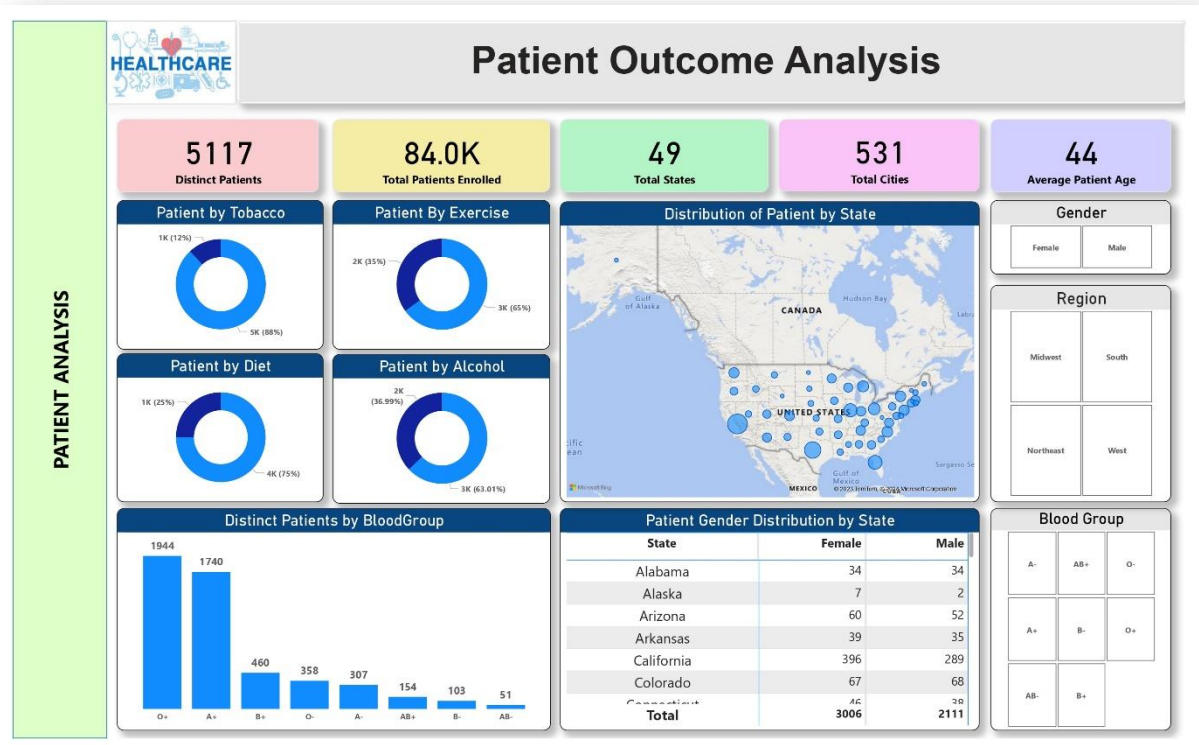 HEALTHCARE
Patient Outcome Analysis
PATIENT ANALYSIS
5117
Distinct Patients
84.0K
Total Patients Enrolled
49
Total States
531
Total Cities
44
Average Patient Age
Patient by Tobacco
1K (12%)
5K (88%)
Patient By Exercise
2K (35%)
3K (65%)
Patient by Diet
1K (25%)
4K (75%)
Patient by Alcohol
2K
(36.99%)
3K (63.01%)
Distribution of Patient by State
Gulf
of Alaska
CANADA
Hudson Bay
UNITED STATES
Gulf of
Mexico
MEXICO
Microsoft Bing
Gender
Female Male
Region
Midwest South
Northeast West
Distinct Patients by BloodGroup
1944
1740
460
358
307
154
103
51
O+ A+ B+ O- A- AB+ B- AB-
Patient Gender Distribution by State
State Female Male
Alabama 34 34
Alaska 7 2
Arizona 60 52
Arkansas 39 35
California 396 289
Colorado 67 68
Total 3006 2111
Blood Group
A- AB+ O-
A+ B- O+
AB- B+